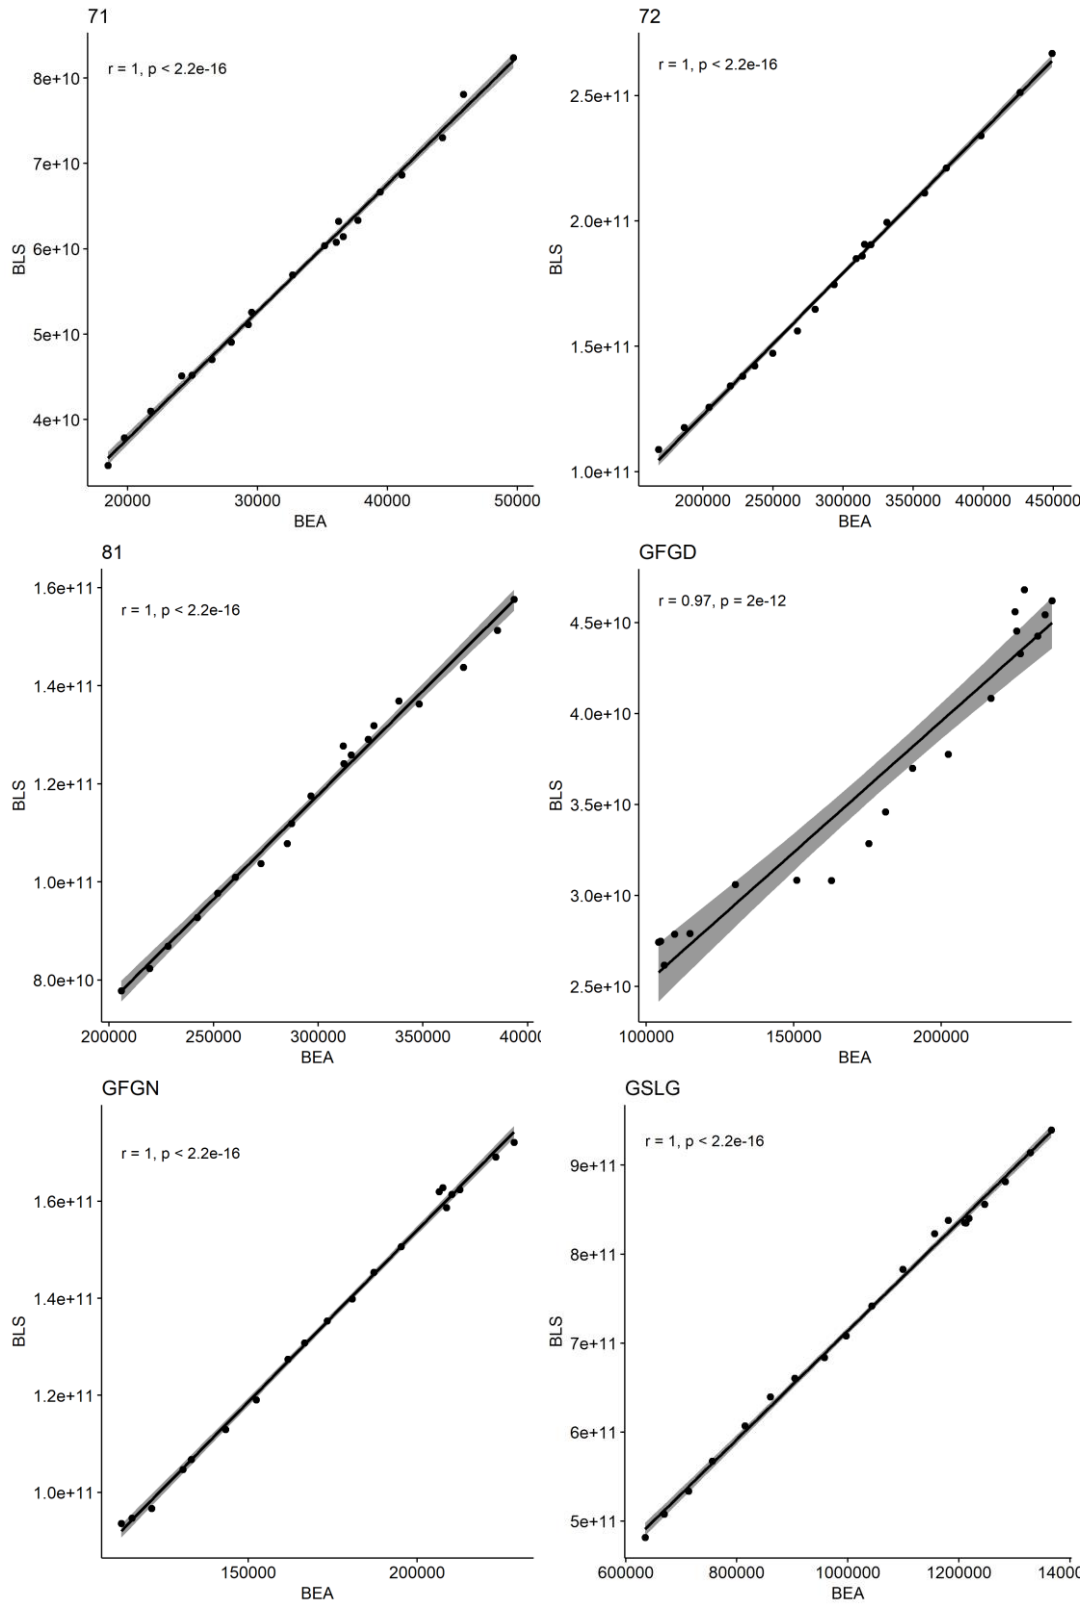 71
r = 1, p < 2.2e-16
8e+10
7e+10
6e+10
5e+10
4e+10
BLS
20000 30000 40000 50000
BEA
72
r = 1, p < 2.2e-16
2.5e+11
2.0e+11
1.5e+11
1.0e+11
BLS
200000 250000 300000 350000 400000 450000
BEA
81
r = 1, p < 2.2e-16
1.6e+11
1.4e+11
1.2e+11
1.0e+11
8.0e+10
BLS
200000 250000 300000 350000 40000
BEA
GFGD
r = 0.97, p = 2e-12
4.5e+10
4.0e+10
3.5e+10
3.0e+10
2.5e+10
BLS
100000 150000 200000
BEA
GFGN
r = 1, p < 2.2e-16
1.6e+11
1.4e+11
1.2e+11
1.0e+11
BLS
150000 200000
BEA
GSLG
r = 1, p < 2.2e-16
9e+11
8e+11
7e+11
6e+11
5e+11
BLS
600000 800000 1000000 1200000 14000
BEA